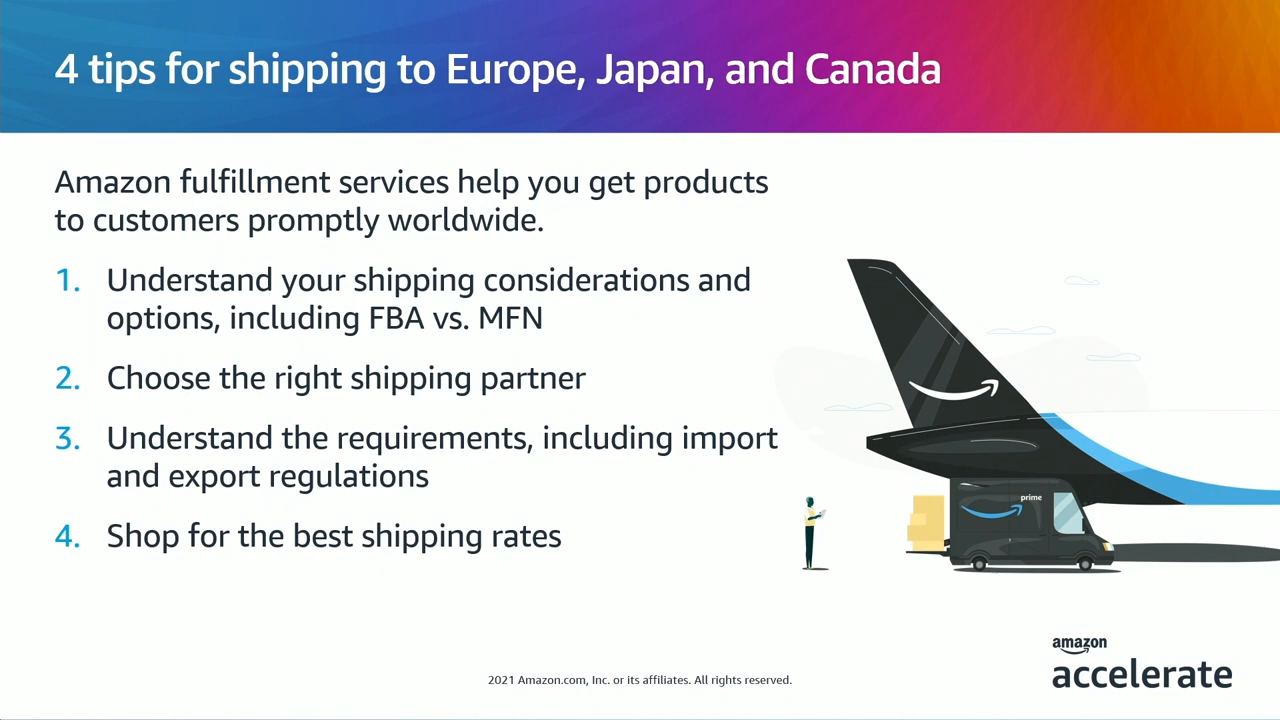 4 tips for shipping to Europe, Japan, and Canada
Amazon fulfillment services help you get products
to customers promptly worldwide.
1. Understand your shipping considerations and
options, including FBA vs. MFN
2. Choose the right shipping partner
3. Understand the requirements, including import
and export regulations
4. Shop for the best shipping rates
prime
amazon
accelerate
2021 Amazon.com, Inc. or its affiliates. All rights reserved.